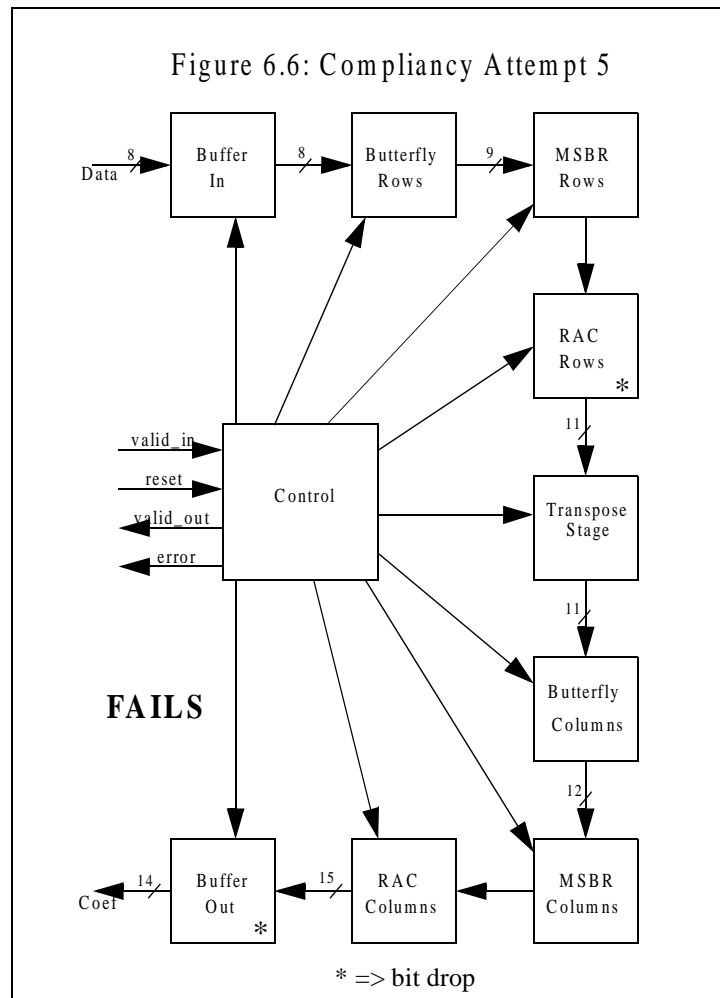 Figure 6.6: Compliancy Attempt 5
8
Data
Buffer
In
8
Butterfly
Rows
9
MSBR
Rows
RAC
Rows
*
11
valid_in
reset
valid_out
error
Control
Transpose
Stage
11
FAILS
Butterfly
Columns
12
14
Coef
Buffer
Out
*
15
RAC
Columns
MSBR
Columns
* => bit drop